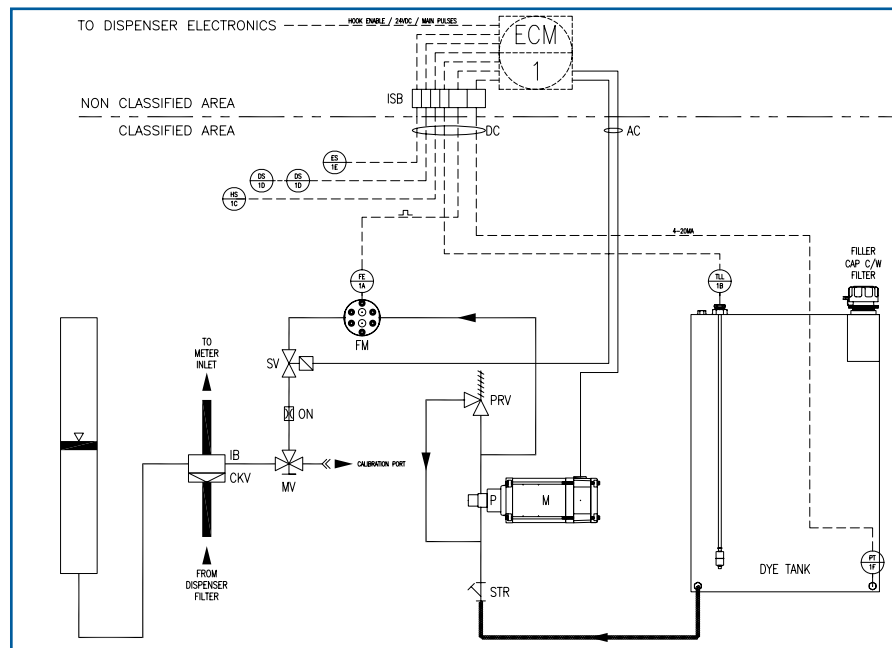 TO DISPENSER ELECTRONICS
HOOK ENABLE / 24VDC / MAIN PULSES
ECM
1
ISB
NON CLASSIFIED AREA
CLASSIFIED AREA
DC
AC
ES
1E
DS
1D
DS
1D
HS
1C
4-20MA
FILLER
CAP C/W
FILTER
FE
1A
TLL
1B
FM
TO
METER
INLET
SV
PRV
ON
IB
CKV
MV
CALIBRATION PORT
P
M
PT
1F
FROM
DISPENSER
FILTER
STR
DYE TANK